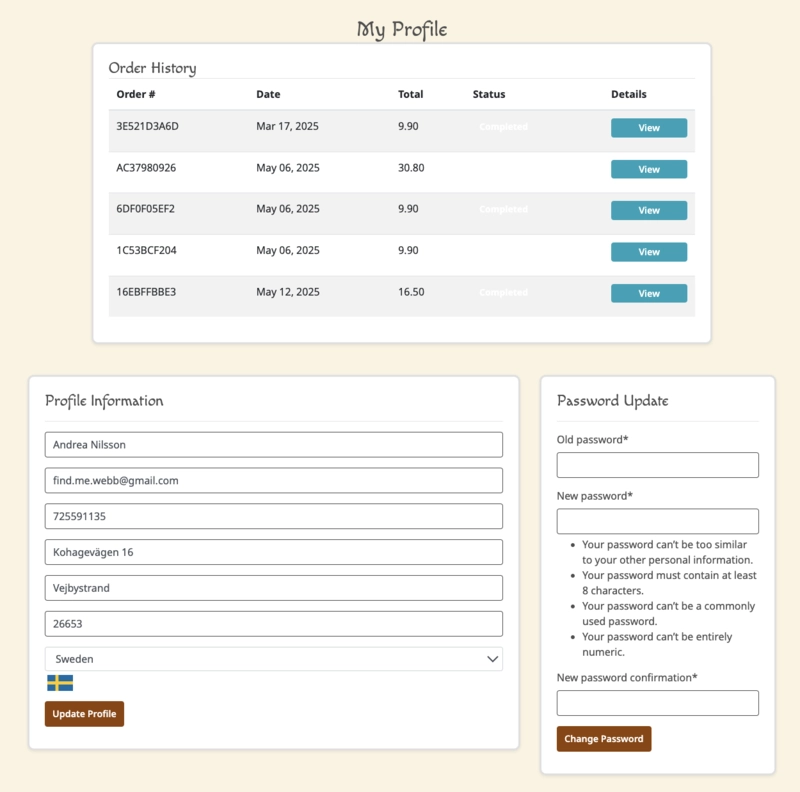 My Profile
Order History
Order # Date Total Status Details
3E521D3A6D Mar 17, 2025 9.90 Completed View
AC37980926 May 06, 2025 30.80 View
6DF0F05EF2 May 06, 2025 9.90 Completed View
1C53BCF204 May 06, 2025 9.90 View
16EBFFBBE3 May 12, 2025 16.50 Completed View
Profile Information
Andrea Nilsson
find.me.webb@gmail.com
725591135
Kohagevägen 16
Vejbystrand
26653
Sweden
Update Profile
Password Update
Old password*
New password*
Your password can't be too similar
to your other personal information.
Your password must contain at least
8 characters.
Your password can't be a commonly
used password.
Your password can't be entirely
numeric.
New password confirmation*
Change Password